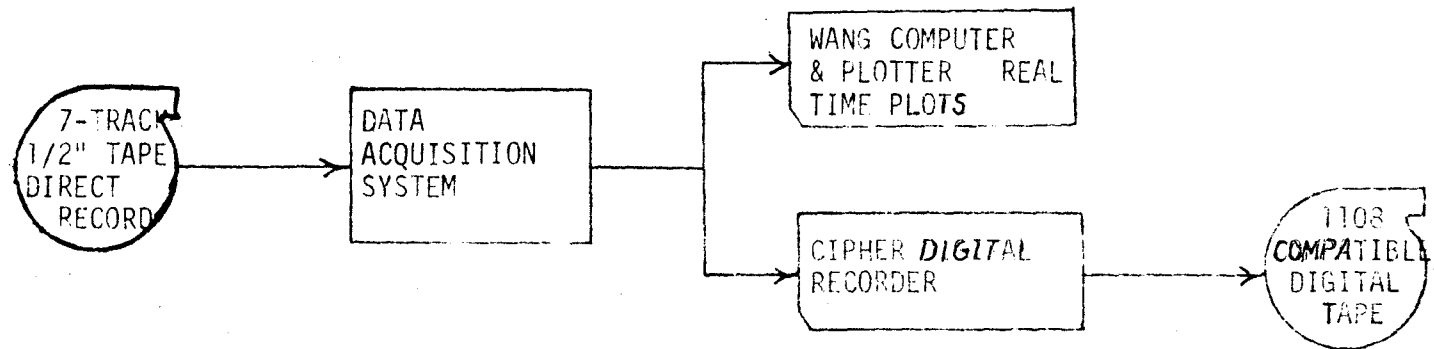 7-TRACK
1/2" TAPE
DIRECT
RECORD
DATA
ACQUISITION
SYSTEM
WANG COMPUTER
& PLOTTER REAL
TIME PLOTS
CIPHER DIGITAL
RECORDER
1108
COMPATIBLE
DIGITAL
TAPE